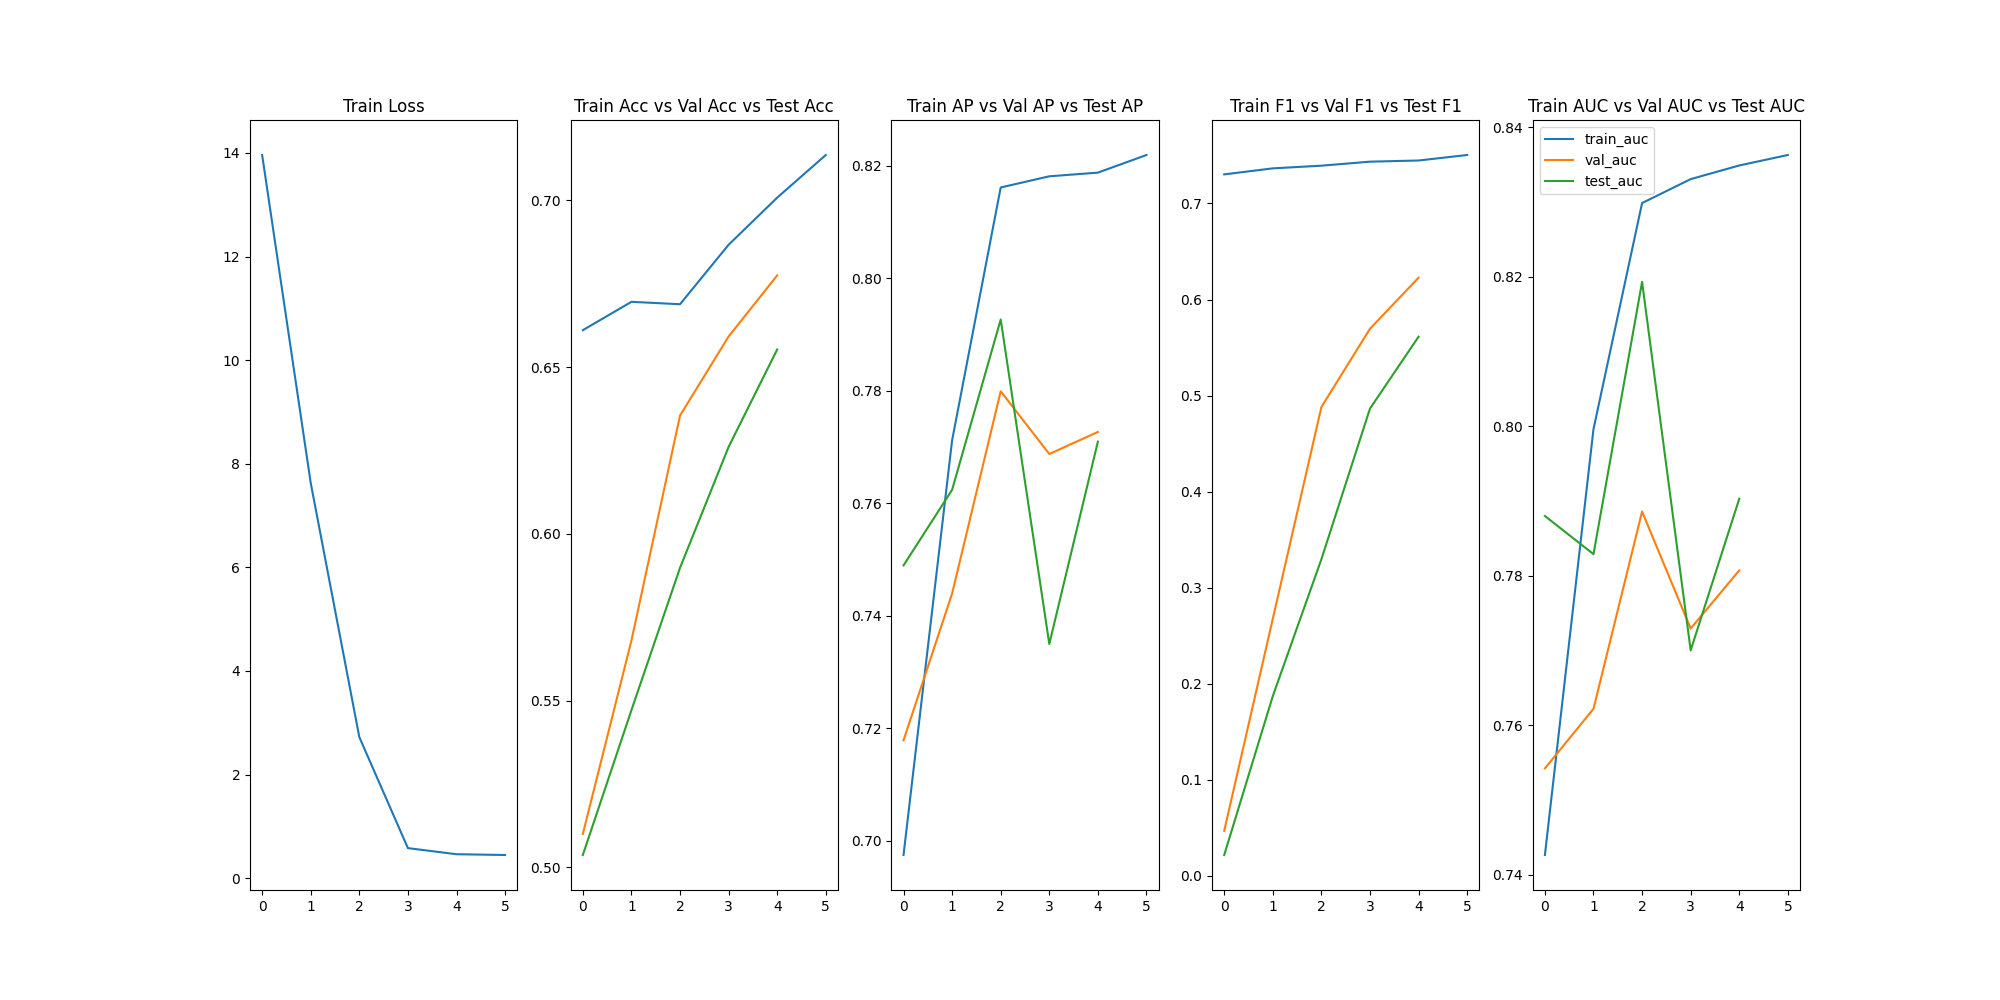 Train Loss
14
12
10
8
6
4
2
0
0 1 2 3 4 5
Train Acc vs Val Acc vs Test Acc
0.70
0.65
0.60
0.55
0.50
0 1 2 3 4 5
Train AP vs Val AP vs Test AP
0.82
0.80
0.78
0.76
0.74
0.72
0.70
0 1 2 3 4 5
Train F1 vs Val F1 vs Test F1
0.7
0.6
0.5
0.4
0.3
0.2
0.1
0.0
0 1 2 3 4 5
Train AUC vs Val AUC vs Test AUC
train_auc
val_auc
test_auc
0.84
0.82
0.80
0.78
0.76
0.74
0 1 2 3 4 5